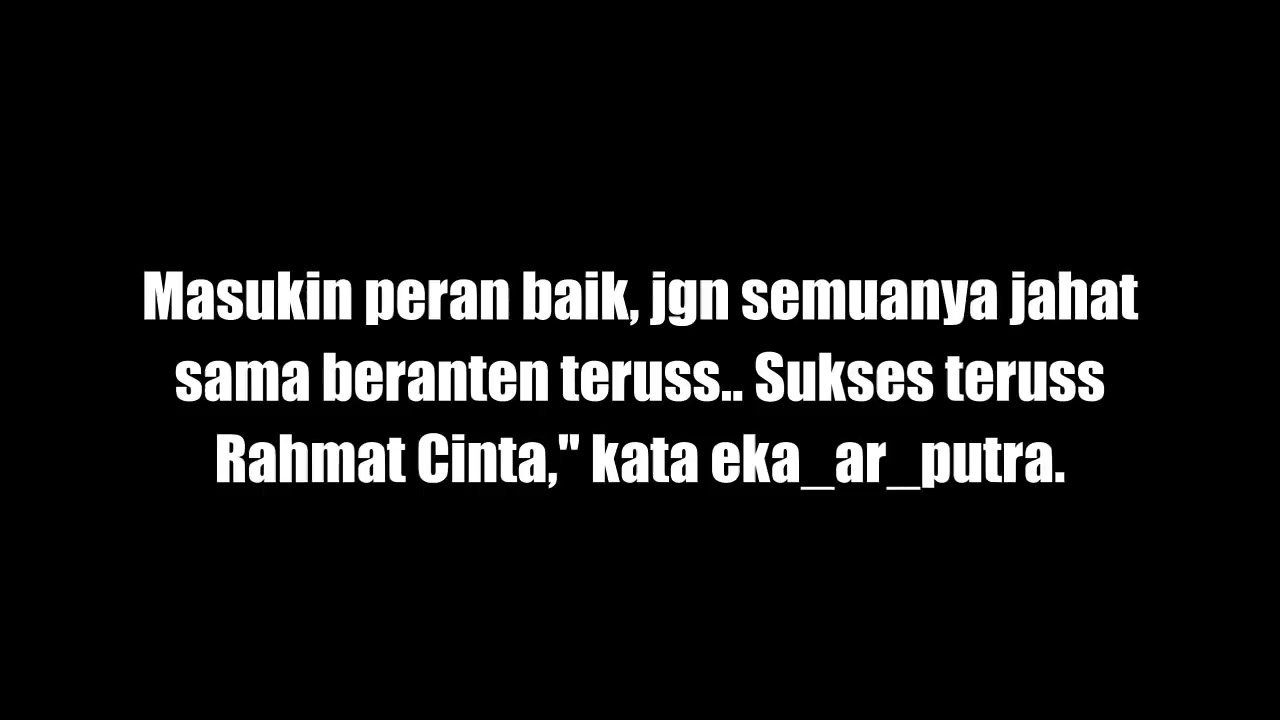 Masukin peran baik, jgn semuanya jahat
sama beranten teruss.. Sukses teruss
Rahmat Cinta," kata eka_ar_putra.